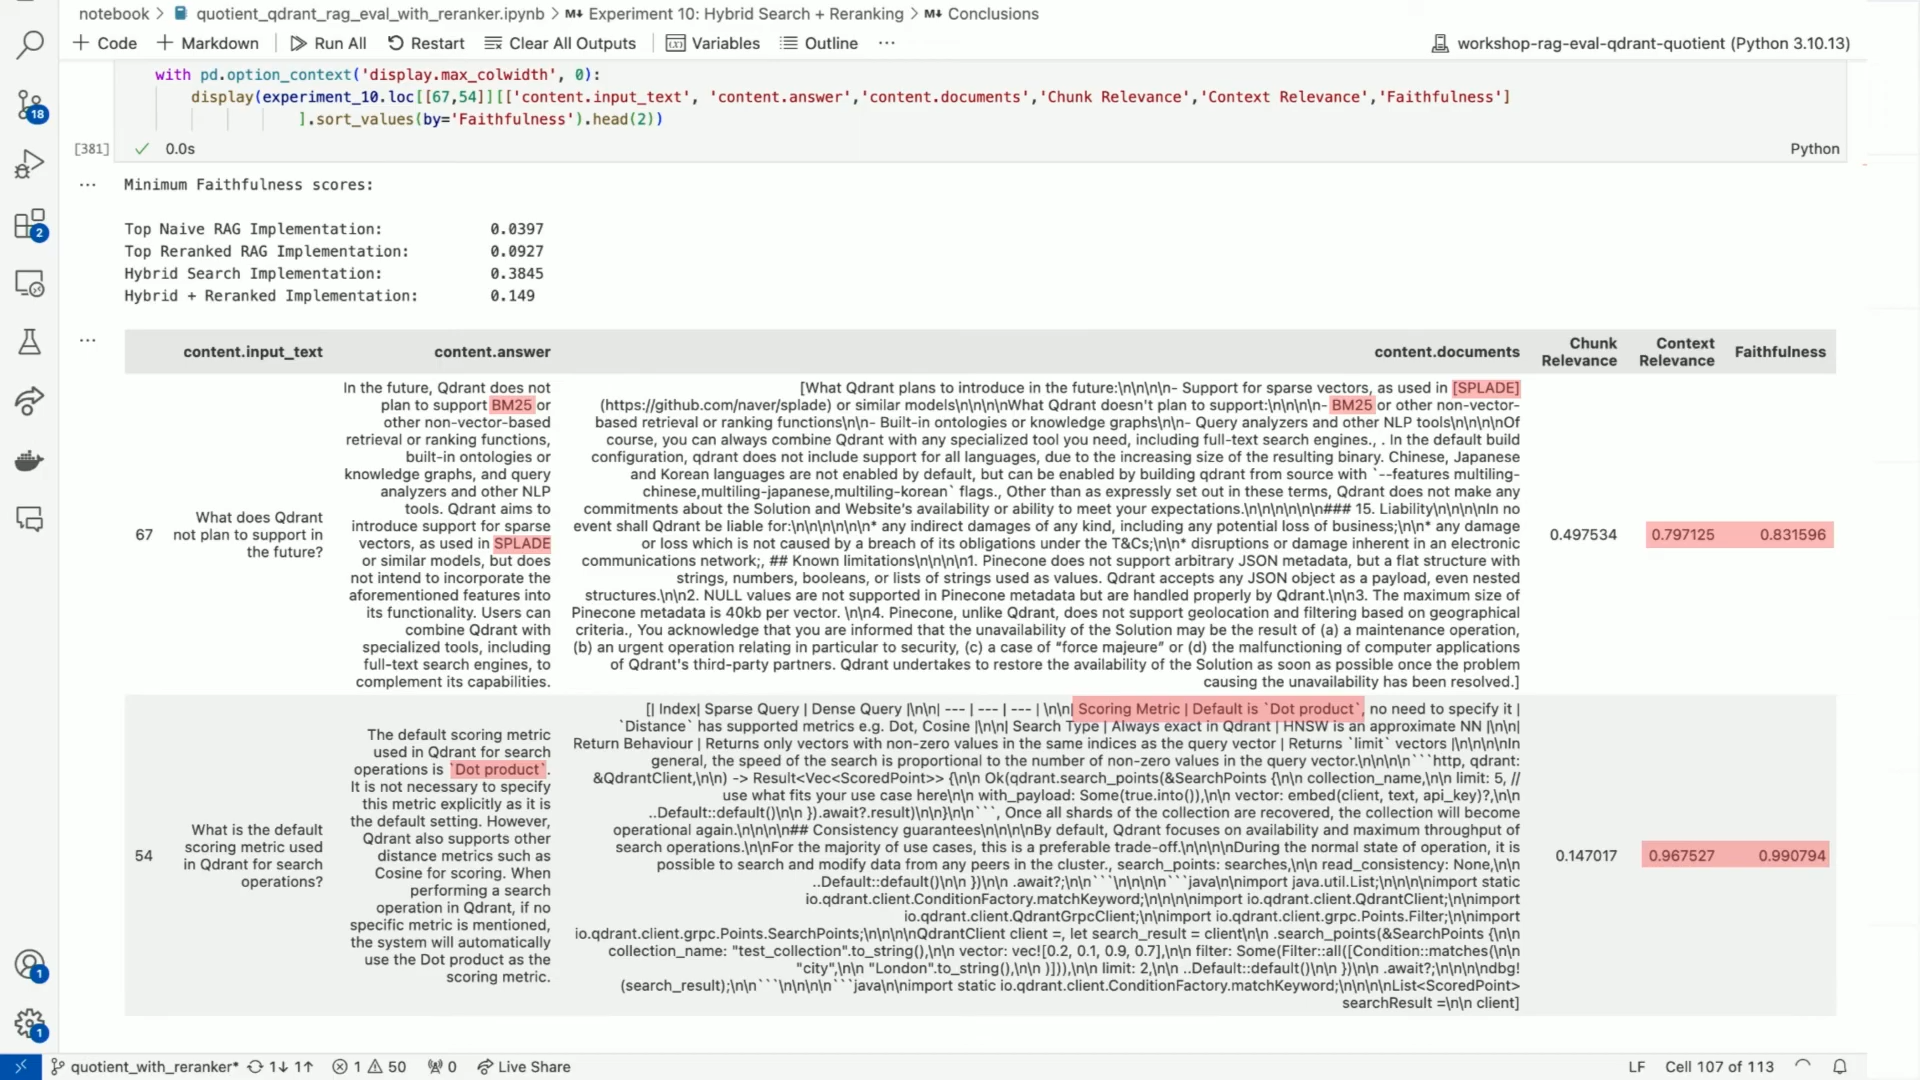 notebook > quotient_qdrant_rag_eval_with_reranker.ipynb > M↓ Experiment 10: Hybrid Search + Reranking > M↓ Conclusions
+ Code + Markdown Run All Restart Clear All Outputs Variables Outline ... workshop-rag-eval-qdrant-quotient (Python 3.10.13)
with pd.option_context('display.max_colwidth', 0):
display(experiment_10.loc[[67,54]][['content.input_text', 'content.answer','content.documents','Chunk Relevance','Context Relevance','Faithfulness']
].sort_values(by='Faithfulness').head(2))
[381] ✓ 0.0s Python
18
2
... Minimum Faithfulness scores:
Top Naive RAG Implementation: 0.0397
Top Reranked RAG Implementation: 0.0927
Hybrid Search Implementation: 0.3845
Hybrid + Reranked Implementation: 0.149
...
content.input_text
content.answer
content.documents
Chunk Relevance
Context Relevance
Faithfulness
67
What does Qdrant
not plan to support in
the future?
In the future, Qdrant does not
plan to support BM25 or
other non-vector-based
retrieval or ranking functions,
built-in ontologies or
knowledge graphs, and query
analyzers and other NLP
tools. Qdrant aims to
introduce support for sparse
vectors, as used in SPLADE
or similar models, but does
not intend to incorporate the
aforementioned features into
its functionality. Users can
combine Qdrant with
specialized tools, including
full-text search engines, to
complement its capabilities.
[What Qdrant plans to introduce in the future:\n\n\n\n- Support for sparse vectors, as used in [SPLADE]
(https://github.com/naver/splade) or similar models\n\n\n\nWhat Qdrant doesn't plan to support:\n\n\n\n- BM25 or other non-vector-
based retrieval or ranking functions\n\n- Built-in ontologies or knowledge graphs\n\n- Query analyzers and other NLP tools\n\n\n\nOf
course, you can always combine Qdrant with any specialized tool you need, including full-text search engines., . In the default build
configuration, qdrant does not include support for all languages, due to the increasing size of the resulting binary. Chinese, Japanese
and Korean languages are not enabled by default, but can be enabled by building qdrant from source with `--features multiling-
chinese,multiling-japanese,multiling-korean` flags., Other than as expressly set out in these terms, Qdrant does not make any
commitments about the Solution and Website's availability or ability to meet your expectations.\n\n\n\n\n\n### 15. Liability\n\n\n\nIn no
event shall Qdrant be liable for:\n\n\n\n\n\n* any indirect damages of any kind, including any potential loss of business;\n\n* any damage
or loss which is not caused by a breach of its obligations under the T&Cs;\n\n* disruptions or damage inherent in an electronic
communications network;, ## Known limitations\n\n\n\n1. Pinecone does not support arbitrary JSON metadata, but a flat structure with
strings, numbers, booleans, or lists of strings used as values. Qdrant accepts any JSON object as a payload, even nested
structures.\n\n2. NULL values are not supported in Pinecone metadata but are handled properly by Qdrant.\n\n3. The maximum size of
Pinecone metadata is 40kb per vector. \n\n4. Pinecone, unlike Qdrant, does not support geolocation and filtering based on geographical
criteria., You acknowledge that you are informed that the unavailability of the Solution may be the result of (a) a maintenance operation,
(b) an urgent operation relating in particular to security, (c) a case of “force majeure” or (d) the malfunctioning of computer applications
of Qdrant's third-party partners. Qdrant undertakes to restore the availability of the Solution as soon as possible once the problem
causing the unavailability has been resolved.]
0.497534
0.797125
0.831596
54
What is the default
scoring metric used
in Qdrant for search
operations?
The default scoring metric
used in Qdrant for search
operations is `Dot product`.
It is not necessary to specify
this metric explicitly as it is
the default setting. However,
Qdrant also supports other
distance metrics such as
Cosine for scoring. When
performing a search
operation in Qdrant, if no
specific metric is mentioned,
the system will automatically
use the Dot product as the
scoring metric.
[| Index| Sparse Query | Dense Query |\n\n| --- | --- | --- | \n\n| Scoring Metric | Default is `Dot product`, no need to specify it |
`Distance` has supported metrics e.g. Dot, Cosine |\n\n| Search Type | Always exact in Qdrant | HNSW is an approximate NN |\n\n|
Return Behaviour | Returns only vectors with non-zero values in the same indices as the query vector | Returns `limit` vectors |\n\n\n\nIn
general, the speed of the search is proportional to the number of non-zero values in the query vector.\n\n\n\n```http, qdrant:
&QdrantClient,\n\n) -> Result<Vec<ScoredPoint>> {\n\n Ok(qdrant.search_points(&SearchPoints {\n\n collection_name,\n\n limit: 5, //
use what fits your use case here\n\n with_payload: Some(true.into()),\n\n vector: embed(client, text, api_key)?,\n\n
..Default::default()\n\n }).await?.result)\n\n}\n\n```, Once all shards of the collection are recovered, the collection will become
operational again.\n\n\n\n## Consistency guarantees\n\n\n\nBy default, Qdrant focuses on availability and maximum throughput of
search operations.\n\nFor the majority of use cases, this is a preferable trade-off.\n\n\n\nDuring the normal state of operation, it is
possible to search and modify data from any peers in the cluster., search_points: searches,\n\n read_consistency: None,\n\n
..Default::default()\n\n })\n\n .await?;\n\n```\n\n\n\n```java\n\nimport java.util.List;\n\n\n\nimport static
io.qdrant.client.ConditionFactory.matchKeyword;\n\n\n\nimport io.qdrant.client.QdrantClient;\n\nimport
io.qdrant.client.QdrantGrpcClient;\n\nimport io.qdrant.client.grpc.Points.Filter;\n\nimport
io.qdrant.client.grpc.Points.SearchPoints;\n\n\n\nQdrantClient client =, let search_result = client\n\n .search_points(&SearchPoints {\n\n
collection_name: "test_collection".to_string(),\n\n vector: vec![0.2, 0.1, 0.9, 0.7],\n\n filter: Some(Filter::all([Condition::matches(\n\n
"city",\n\n "London".to_string(),\n\n )])),\n\n limit: 2,\n\n ..Default::default()\n\n })\n\n .await?;\n\n\n\ndbg!
(search_result);\n\n```\n\n\n\n```java\n\nimport static io.qdrant.client.ConditionFactory.matchKeyword;\n\n\n\nList<ScoredPoint>
searchResult =\n\n client]
0.147017
0.967527
0.990794
1
1
quotient_with_reranker* 1↓ 1↑ 1 50 0 Live Share LF Cell 107 of 113